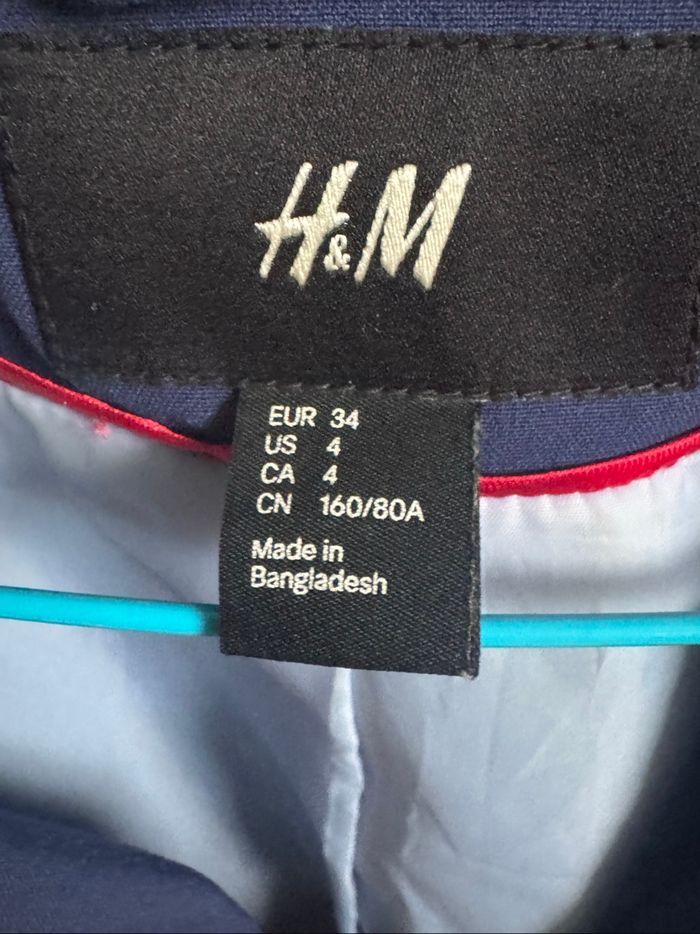 H&M
EUR 34
US 4
CA 4
CN 160/80A
Made in
Bangladesh